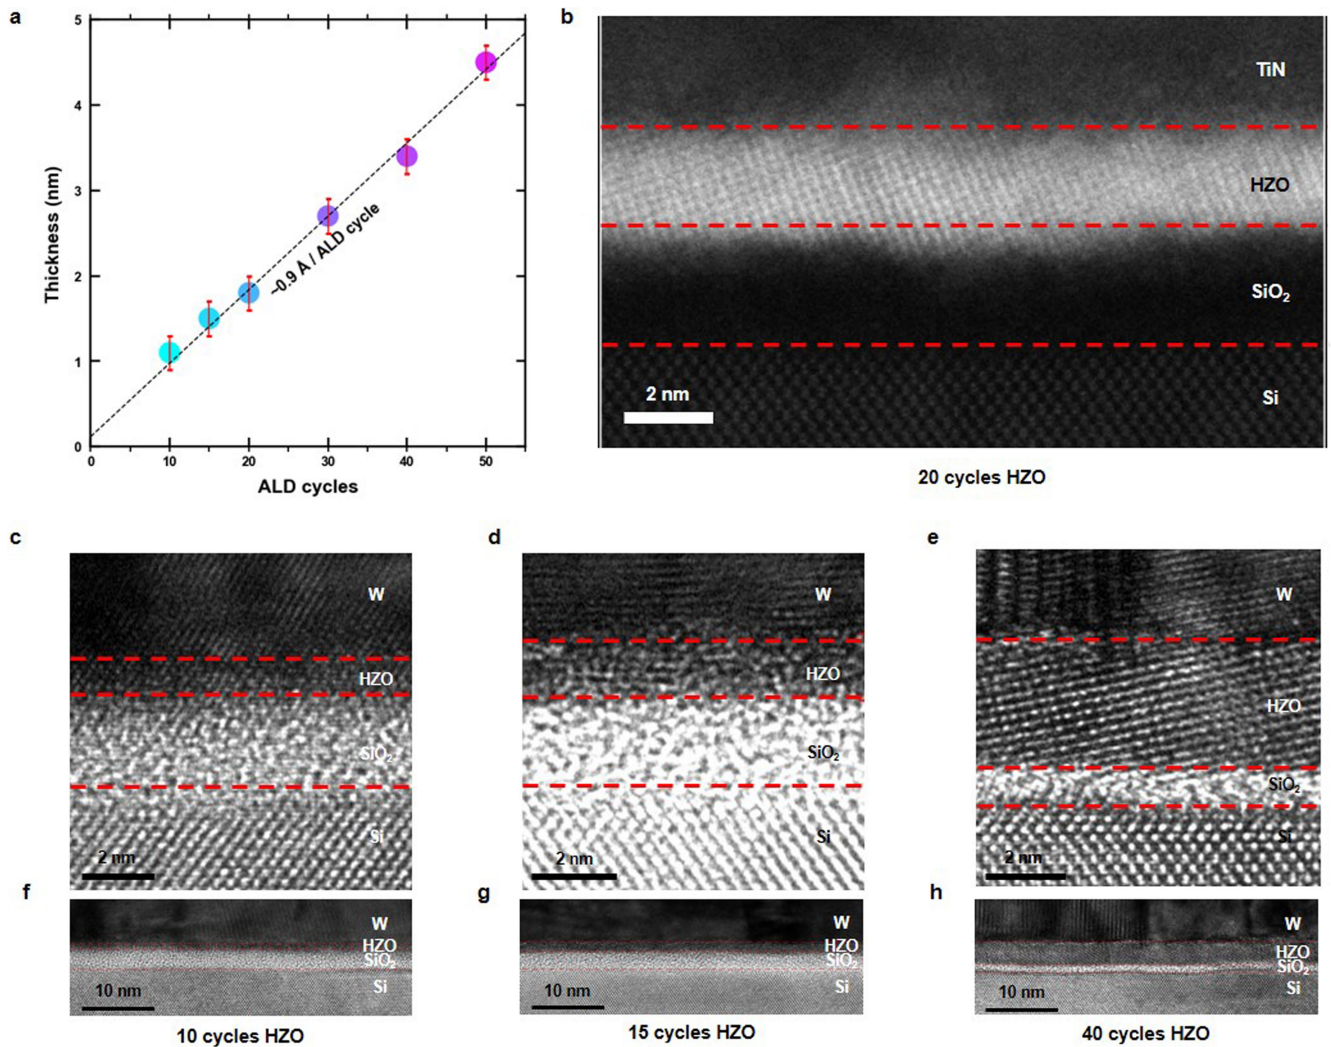 a
5
4
3
2
1
0
Thickness (nm)
~0.9 Å / ALD cycle
0 10 20 30 40 50
ALD cycles
b
TiN
HZO
SiO₂
Si
2 nm
20 cycles HZO
c
W
HZO
SiO₂
Si
2 nm
d
W
HZO
SiO₂
Si
2 nm
e
W
HZO
SiO₂
Si
2 nm
f
W
HZO
SiO₂
Si
10 nm
10 cycles HZO
g
W
HZO
SiO₂
Si
10 nm
15 cycles HZO
h
W
HZO
SiO₂
Si
10 nm
40 cycles HZO